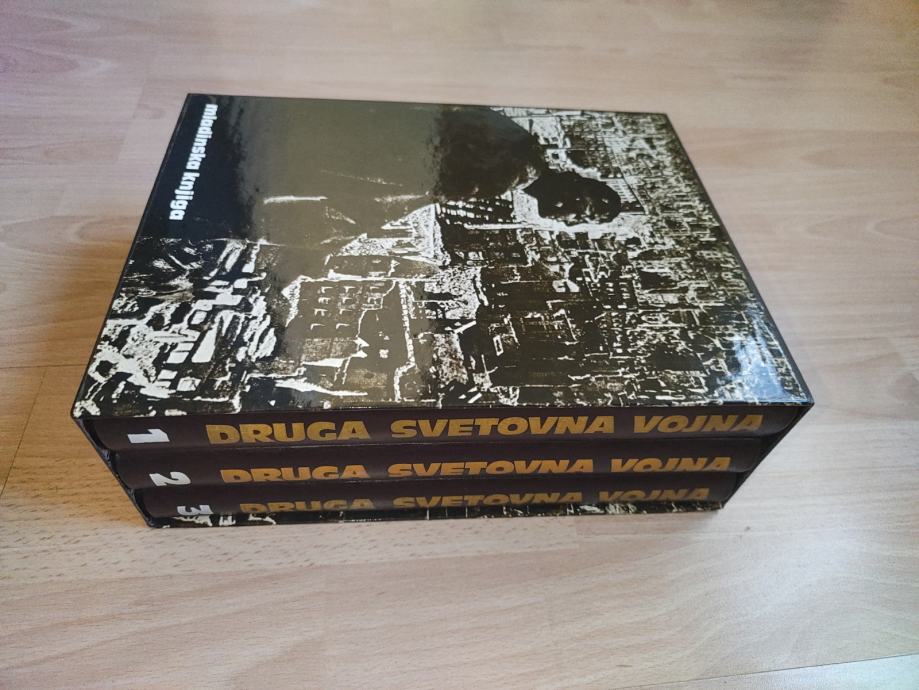 mladinska knjiga
1 DRUGA SVETOVNA VOJNA
2 DRUGA SVETOVNA VOJNA
3 DRUGA SVETOVNA VOJNA